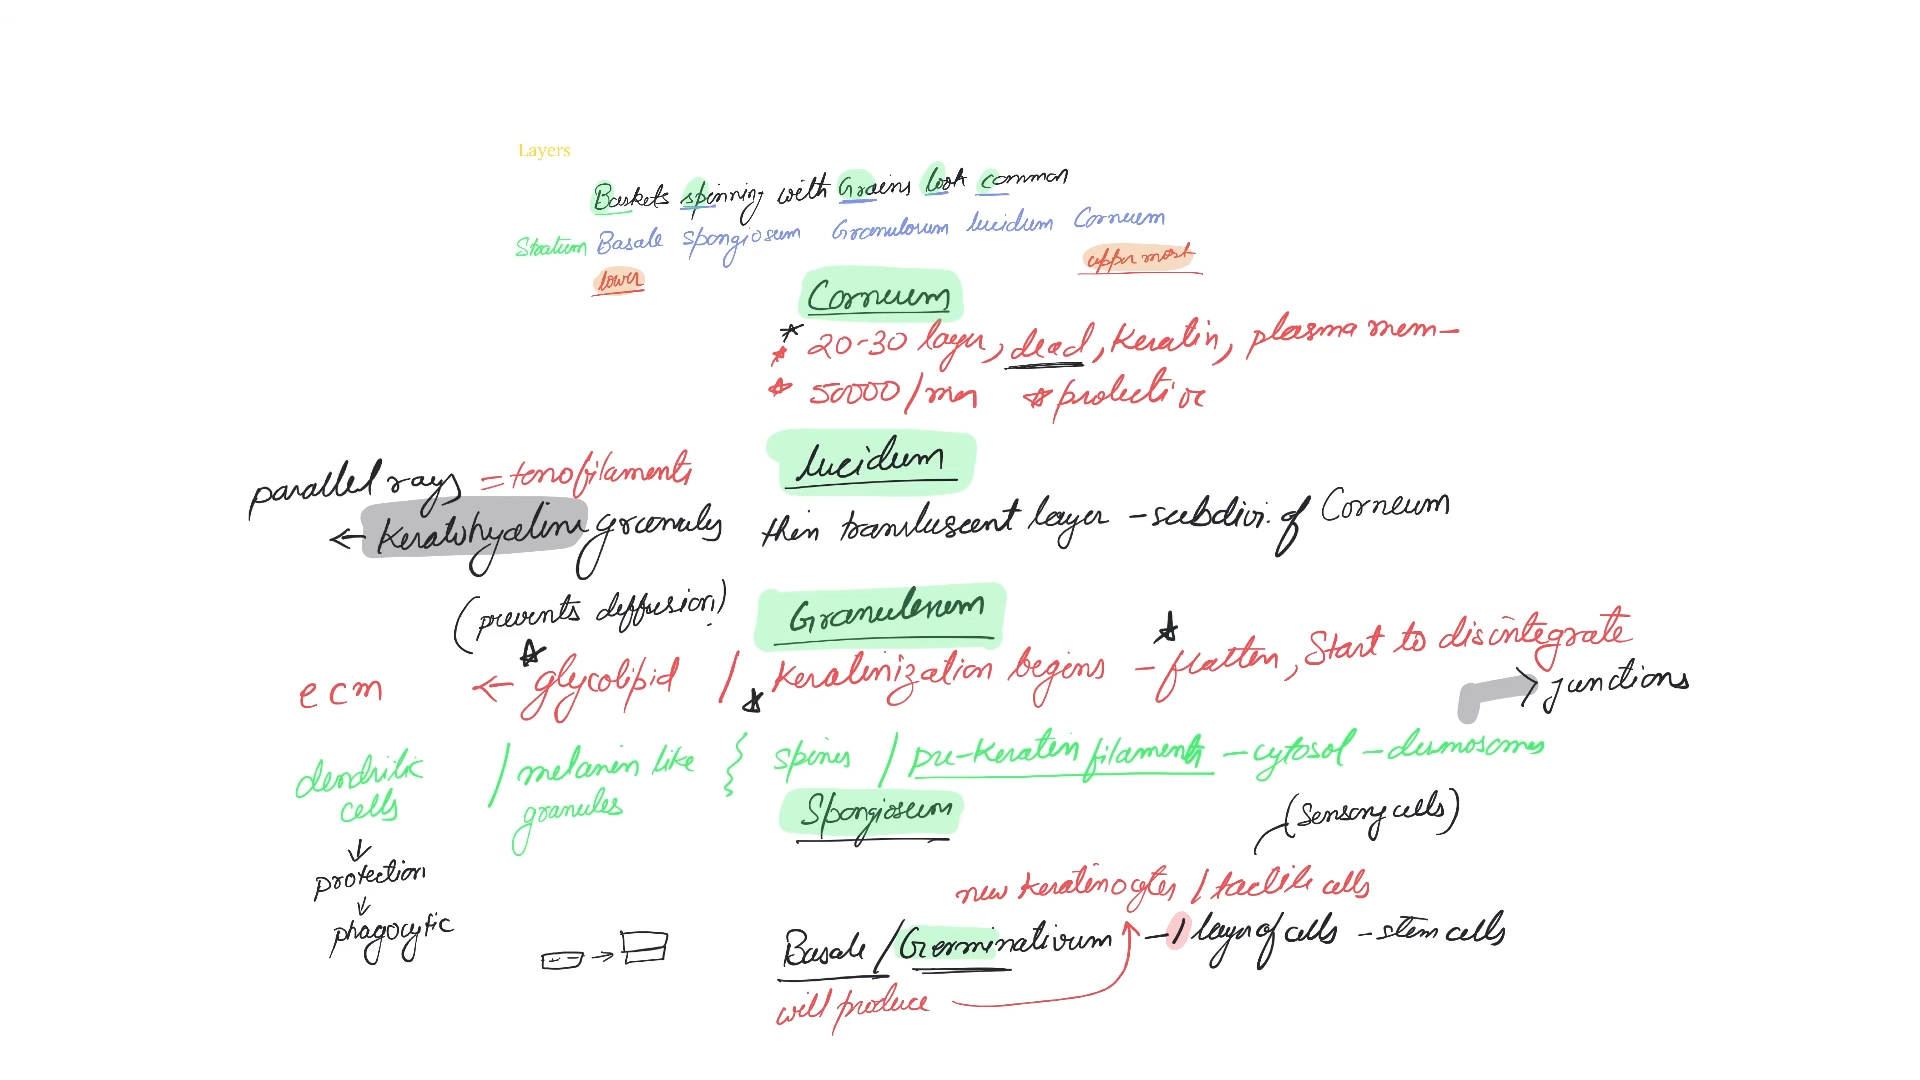 Layers
Baskets spinning with Grains look common
Stratum Basale Spongiosum Granulorum lucidum Corneum
lower
upper most
Corneum
20-30 layer, dead, Keratin, plasma mem-
50000/min protective
lucidum
parallel rays = tonofilaments
← Keratohyaline granules
thin transluscent layer - subdivi. of Corneum
(prevents diffusion)
Granulorum
ecm ← glycolipid / Keratinization begins - flatten, Start to disintegrate
junctions
dendritic cells / melanin like granules } spines / pre-Keratin filaments - cytosol - desmosomes
Spongiosum
(Sensory cells)
↓
protection
↓
phagocytic
new Keratinocytes / tactile cells
Basale / Germinativum - 1 layer of cells - stem cells
will produce